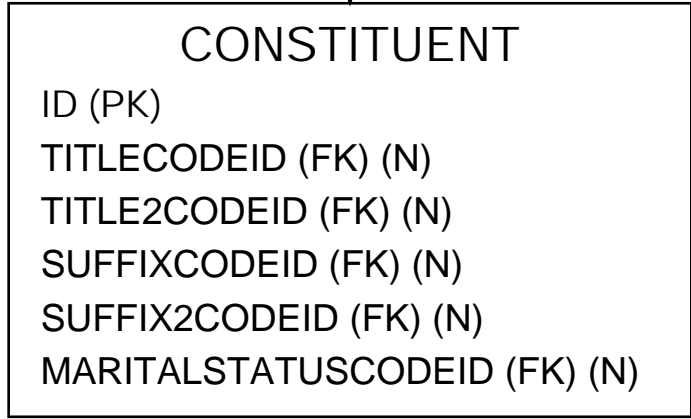 CONSTITUENT
ID (PK)
TITLECODEID (FK) (N)
TITLE2CODEID (FK) (N)
SUFFIXCODEID (FK) (N)
SUFFIX2CODEID (FK) (N)
MARITALSTATUSCODEID (FK) (N)